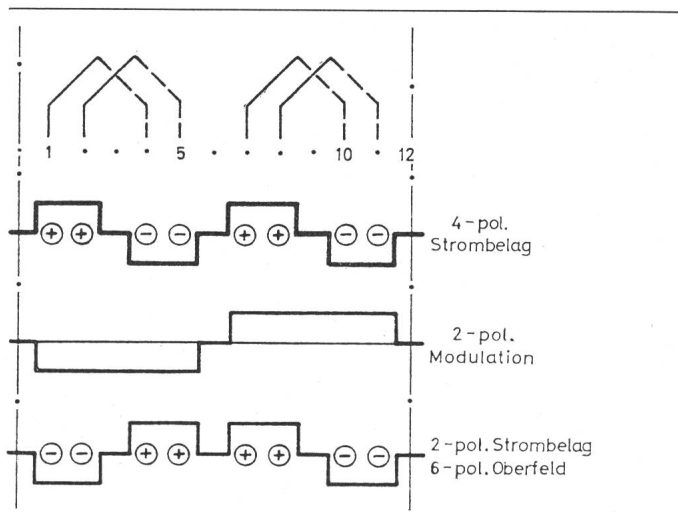 1 · · · 5 · · · · 10 · 12
+ + − − + + − −
4-pol.
Strombelag
2-pol.
Modulation
− − + + + + − −
2-pol. Strombelag
6-pol. Oberfeld